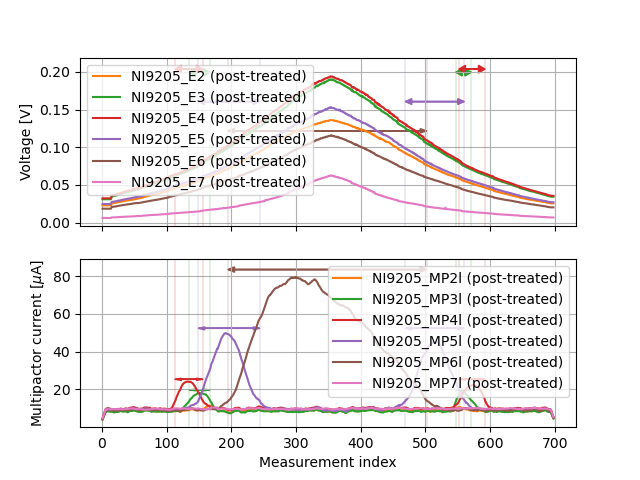 0.20
0.15
0.10
0.05
0.00
Voltage [V]
NI9205_E2 (post-treated)
NI9205_E3 (post-treated)
NI9205_E4 (post-treated)
NI9205_E5 (post-treated)
NI9205_E6 (post-treated)
NI9205_E7 (post-treated)
80
60
40
20
Multipactor current [μA]
NI9205_MP2l (post-treated)
NI9205_MP3l (post-treated)
NI9205_MP4l (post-treated)
NI9205_MP5l (post-treated)
NI9205_MP6l (post-treated)
NI9205_MP7l (post-treated)
0 100 200 300 400 500 600 700
Measurement index